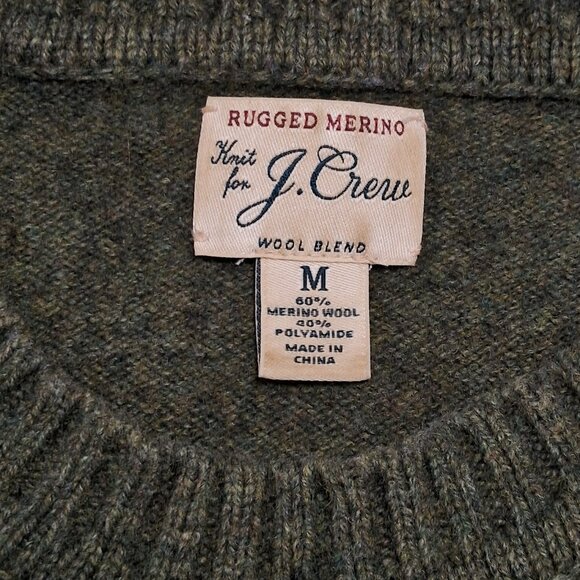 RUGGED MERINO
Knit for J.Crew
WOOL BLEND
M
60%
MERINO WOOL
40%
POLYAMIDE
MADE IN
CHINA